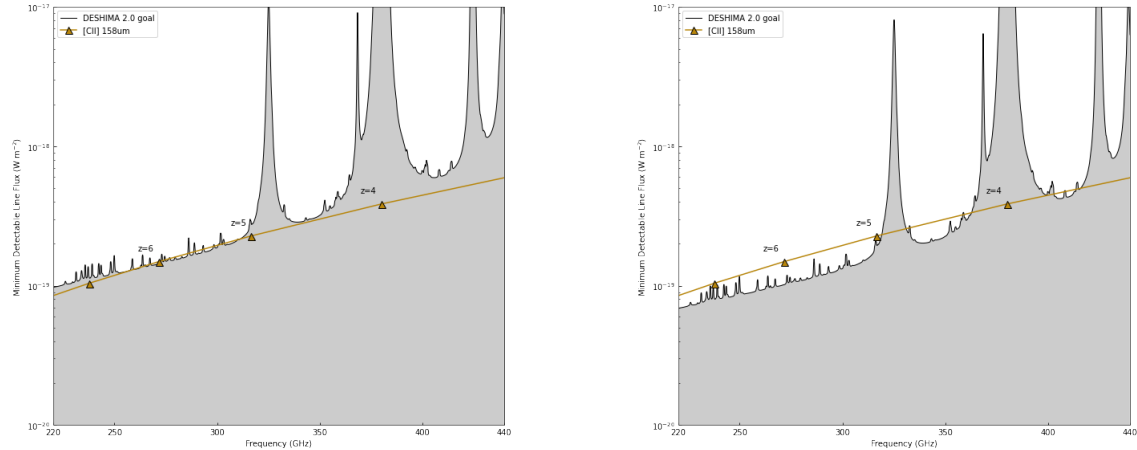 DESHIMA 2.0 goal
[CII] 158um
Minimum Detectable Line Flux (W m⁻²)
10⁻¹⁷
10⁻¹⁸
10⁻¹⁹
10⁻²⁰
z=6
z=5
z=4
220 250 300 350 400 440
Frequency (GHz)
DESHIMA 2.0 goal
[CII] 158um
Minimum Detectable Line Flux (W m⁻²)
10⁻¹⁷
10⁻¹⁸
10⁻¹⁹
10⁻²⁰
z=6
z=5
z=4
220 250 300 350 400 440
Frequency (GHz)